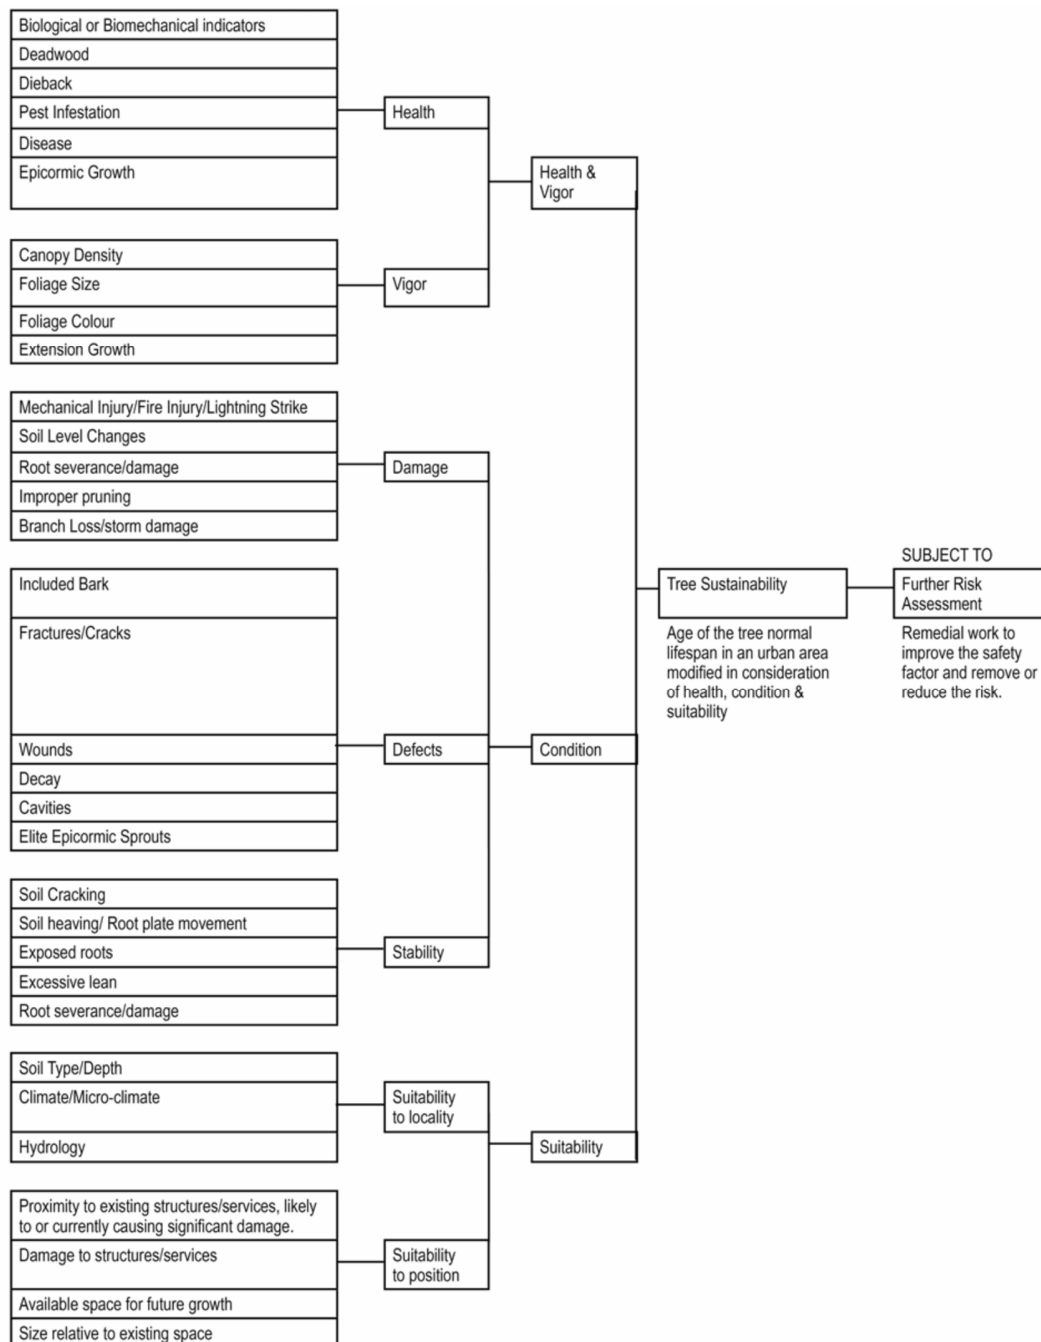 Biological or Biomechanical indicators
Deadwood
Dieback
Pest Infestation
Disease
Epicormic Growth
Health
Health &
Vigor
Canopy Density
Foliage Size
Foliage Colour
Extension Growth
Vigor
Mechanical Injury/Fire Injury/Lightning Strike
Soil Level Changes
Root severance/damage
Improper pruning
Branch Loss/storm damage
Damage
Included Bark
Fractures/Cracks
Wounds
Decay
Cavities
Elite Epicormic Sprouts
Defects
Condition
Soil Cracking
Soil heaving/ Root plate movement
Exposed roots
Excessive lean
Root severance/damage
Stability
Soil Type/Depth
Climate/Micro-climate
Hydrology
Suitability
to locality
Suitability
Proximity to existing structures/services, likely
to or currently causing significant damage.
Damage to structures/services
Available space for future growth
Size relative to existing space
Suitability
to position
Tree Sustainability
Age of the tree normal
lifespan in an urban area
modified in consideration
of health, condition &
suitability
SUBJECT TO
Further Risk
Assessment
Remedial work to
improve the safety
factor and remove or
reduce the risk.